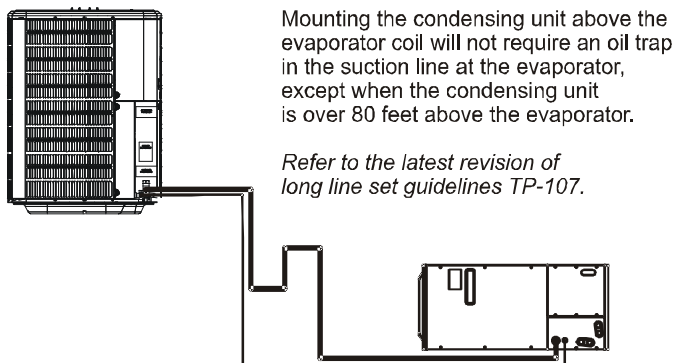 Mounting the condensing unit above the
evaporator coil will not require an oil trap
in the suction line at the evaporator,
except when the condensing unit
is over 80 feet above the evaporator.
Refer to the latest revision of
long line set guidelines TP-107.